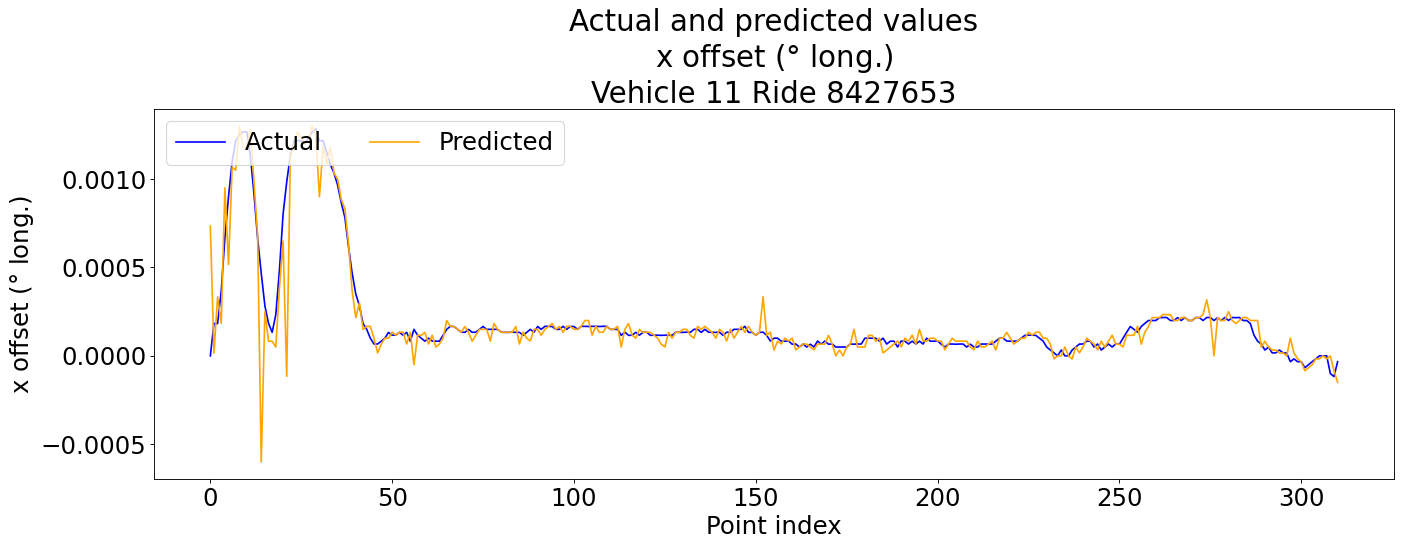 Actual and predicted values
x offset (° long.)
Vehicle 11 Ride 8427653
Actual Predicted
x offset (° long.)
0.0010
0.0005
0.0000
−0.0005
0 50 100 150 200 250 300
Point index